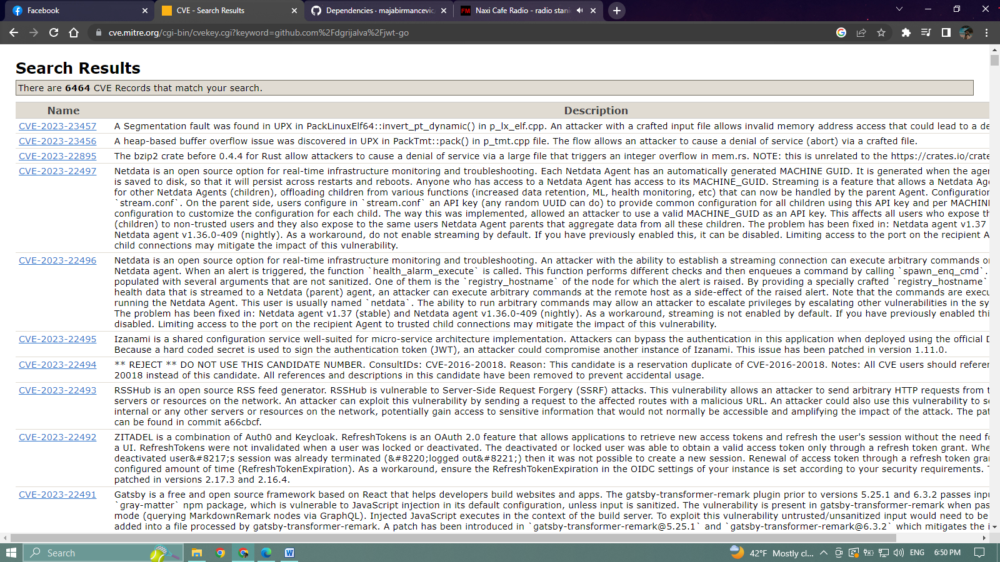 Facebook
CVE - Search Results
Dependencies · majabirmancevic
Naxi Cafe Radio - radio stani
cve.mitre.org/cgi-bin/cvekey.cgi?keyword=github.com%2Fdgrijalva%2Fjwt-go
Search Results
There are 6464 CVE Records that match your search.
Name Description
CVE-2023-23457 A Segmentation fault was found in UPX in PackLinuxElf64::invert_pt_dynamic() in p_lx_elf.cpp. An attacker with a crafted input file allows invalid memory address access that could lead to a de
CVE-2023-23456 A heap-based buffer overflow issue was discovered in UPX in PackTmt::pack() in p_tmt.cpp file. The flow allows an attacker to cause a denial of service (abort) via a crafted file.
CVE-2023-22895 The bzip2 crate before 0.4.4 for Rust allow attackers to cause a denial of service via a large file that triggers an integer overflow in mem.rs. NOTE: this is unrelated to the https://crates.io/crate
CVE-2023-22497 Netdata is an open source option for real-time infrastructure monitoring and troubleshooting. Each Netdata Agent has an automatically generated MACHINE GUID. It is generated when the agen
is saved to disk, so that it will persist across restarts and reboots. Anyone who has access to a Netdata Agent has access to its MACHINE_GUID. Streaming is a feature that allows a Netdata Age
for other Netdata Agents (children), offloading children from various functions (increased data retention, ML, health monitoring, etc) that can now be handled by the parent Agent. Configuration
`stream.conf`. On the parent side, users configure in `stream.conf` an API key (any random UUID can do) to provide common configuration for all children using this API key and per MACHIN
configuration to customize the configuration for each child. The way this was implemented, allowed an attacker to use a valid MACHINE_GUID as an API key. This affects all users who expose th
(children) to non-trusted users and they also expose to the same users Netdata Agent parents that aggregate data from all these children. The problem has been fixed in: Netdata agent v1.37
Netdata agent v1.36.0-409 (nightly). As a workaround, do not enable streaming by default. If you have previously enabled this, it can be disabled. Limiting access to the port on the recipient A
child connections may mitigate the impact of this vulnerability.
CVE-2023-22496 Netdata is an open source option for real-time infrastructure monitoring and troubleshooting. An attacker with the ability to establish a streaming connection can execute arbitrary commands or
Netdata agent. When an alert is triggered, the function `health_alarm_execute` is called. This function performs different checks and then enqueues a command by calling `spawn_enq_cmd`.
populated with several arguments that are not sanitized. One of them is the `registry_hostname` of the node for which the alert is raised. By providing a specially crafted `registry_hostname`
health data that is streamed to a Netdata (parent) agent, an attacker can execute arbitrary commands at the remote host as a side-effect of the raised alert. Note that the commands are execu
running the Netdata Agent. This user is usually named `netdata`. The ability to run arbitrary commands may allow an attacker to escalate privileges by escalating other vulnerabilities in the sy
The problem has been fixed in: Netdata agent v1.37 (stable) and Netdata agent v1.36.0-409 (nightly). As a workaround, streaming is not enabled by default. If you have previously enabled thi
disabled. Limiting access to the port on the recipient Agent to trusted child connections may mitigate the impact of this vulnerability.
CVE-2023-22495 Izanami is a shared configuration service well-suited for micro-service architecture implementation. Attackers can bypass the authentication in this application when deployed using the official D
Because a hard coded secret is used to sign the authentication token (JWT), an attacker could compromise another instance of Izanami. This issue has been patched in version 1.11.0.
CVE-2023-22494 ** REJECT ** DO NOT USE THIS CANDIDATE NUMBER. ConsultIDs: CVE-2016-20018. Reason: This candidate is a reservation duplicate of CVE-2016-20018. Notes: All CVE users should referen
20018 instead of this candidate. All references and descriptions in this candidate have been removed to prevent accidental usage.
CVE-2023-22493 RSSHub is an open source RSS feed generator. RSSHub is vulnerable to Server-Side Request Forgery (SSRF) attacks. This vulnerability allows an attacker to send arbitrary HTTP requests from t
servers or resources on the network. An attacker can exploit this vulnerability by sending a request to the affected routes with a malicious URL. An attacker could also use this vulnerability to se
internal or any other servers or resources on the network, potentially gain access to sensitive information that would not normally be accessible and amplifying the impact of the attack. The pat
can be found in commit a66cbcf.
CVE-2023-22492 ZITADEL is a combination of Auth0 and Keycloak. RefreshTokens is an OAuth 2.0 feature that allows applications to retrieve new access tokens and refresh the user's session without the need fo
a UI. RefreshTokens were not invalidated when a user was locked or deactivated. The deactivated or locked user was able to obtain a valid access token only through a refresh token grant. Whe
deactivated user&#8217;s session was already terminated (&#8220;logged out&#8221;) then it was not possible to create a new session. Renewal of access token through a refresh token gran
configured amount of time (RefreshTokenExpiration). As a workaround, ensure the RefreshTokenExpiration in the OIDC settings of your instance is set according to your security requirements. T
patched in versions 2.17.3 and 2.16.4.
CVE-2023-22491 Gatsby is a free and open source framework based on React that helps developers build websites and apps. The gatsby-transformer-remark plugin prior to versions 5.25.1 and 6.3.2 passes inpu
`gray-matter` npm package, which is vulnerable to JavaScript injection in its default configuration, unless input is sanitized. The vulnerability is present in gatsby-transformer-remark when pas
mode (querying MarkdownRemark nodes via GraphQL). Injected JavaScript executes in the context of the build server. To exploit this vulnerability untrusted/unsanitized input would need to be
added into a file processed by gatsby-transformer-remark. A patch has been introduced in `gatsby-transformer-remark@5.25.1` and `gatsby-transformer-remark@6.3.2` which mitigates the i
Search
42°F Mostly cl...
ENG
6:50 PM